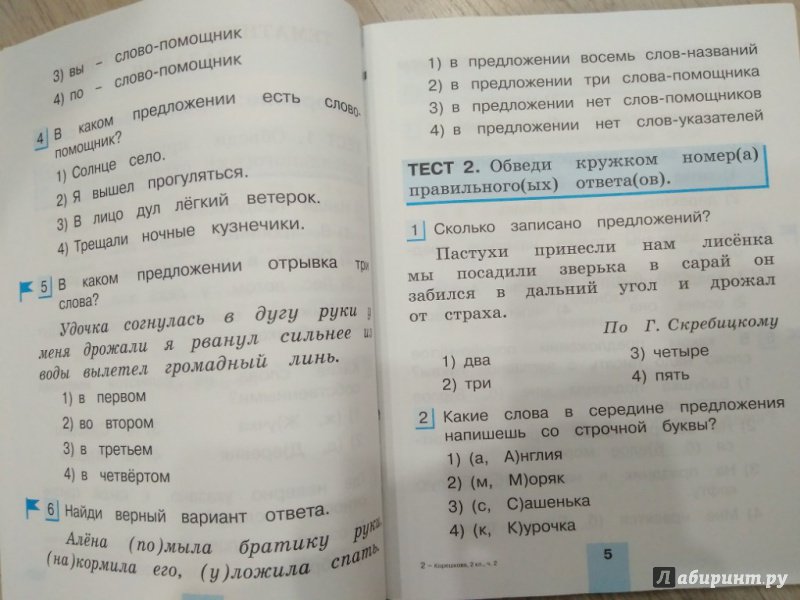 3) вы – слово-помощник
4) по – слово-помощник
4 В каком предложении есть слово-
помощник?
1) Солнце село.
2) Я вышел прогуляться.
3) В лицо дул лёгкий ветерок.
4) Трещали ночные кузнечики.
5 В каком предложении отрывка три
слова?
Удочка согнулась в дугу руки у
меня дрожали я рванул сильнее из
воды вылетел громадный линь.
1) в первом
2) во втором
3) в третьем
4) в четвёртом
6 Найди верный вариант ответа.
Алёна (по)мыла братику руки,
(на)кормила его, (у)ложила спать.
1) в предложении восемь слов-названий
2) в предложении три слова-помощника
3) в предложении нет слов-помощников
4) в предложении нет слов-указателей
ТЕСТ 2. Обведи кружком номер(а)
правильного(ых) ответа(ов).
1 Сколько записано предложений?
Пастухи принесли нам лисёнка
мы посадили зверька в сарай он
забился в дальний угол и дрожал
от страха.
По Г. Скребицкому
1) два 3) четыре
2) три 4) пять
2 Какие слова в середине предложения
напишешь со строчной буквы?
1) (а, А)нглия
2) (м, М)оряк
3) (с, С)ашенька
4) (к, К)урочка
2 – Корешкова, 2 кл., ч. 2
5
Лабиринт.ру